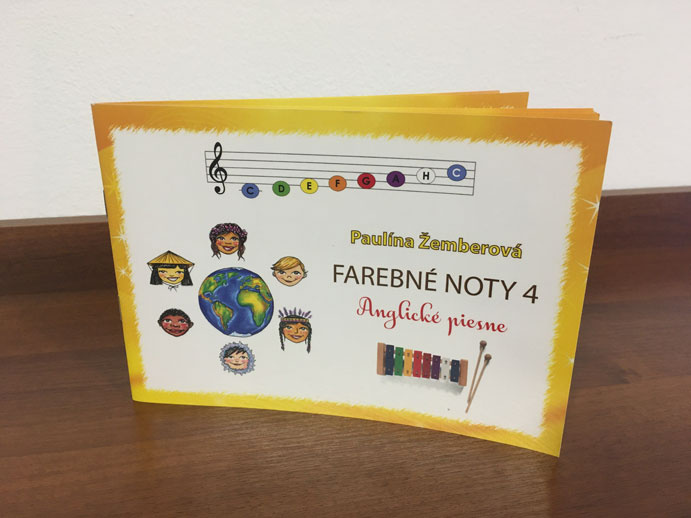 C D E F G A H C
Paulína Žemberová
FAREBNÉ NOTY 4
Anglické piesne